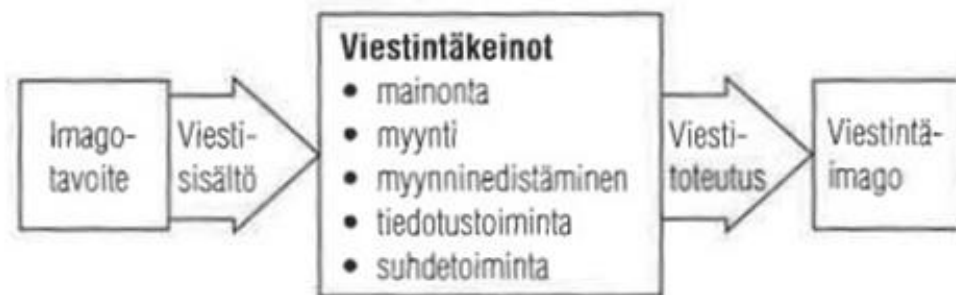 Imago-
tavoite
Viesti-
sisältö
Viestintäkeinot
• mainonta
• myynti
• myynninedistäminen
• tiedotustoiminta
• suhdetoiminta
Viesti-
toteutus
Viestintä-
imago